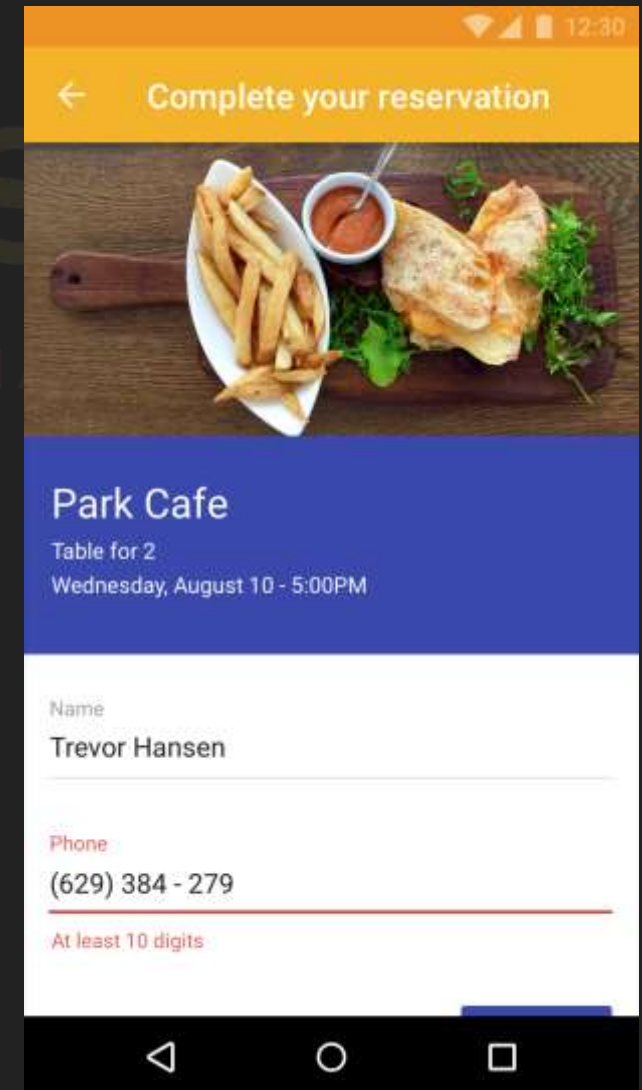 12:30
Complete your reservation
Park Cafe
Table for 2
Wednesday, August 10 - 5:00PM
Name
Trevor Hansen
Phone
(629) 384 - 279
At least 10 digits